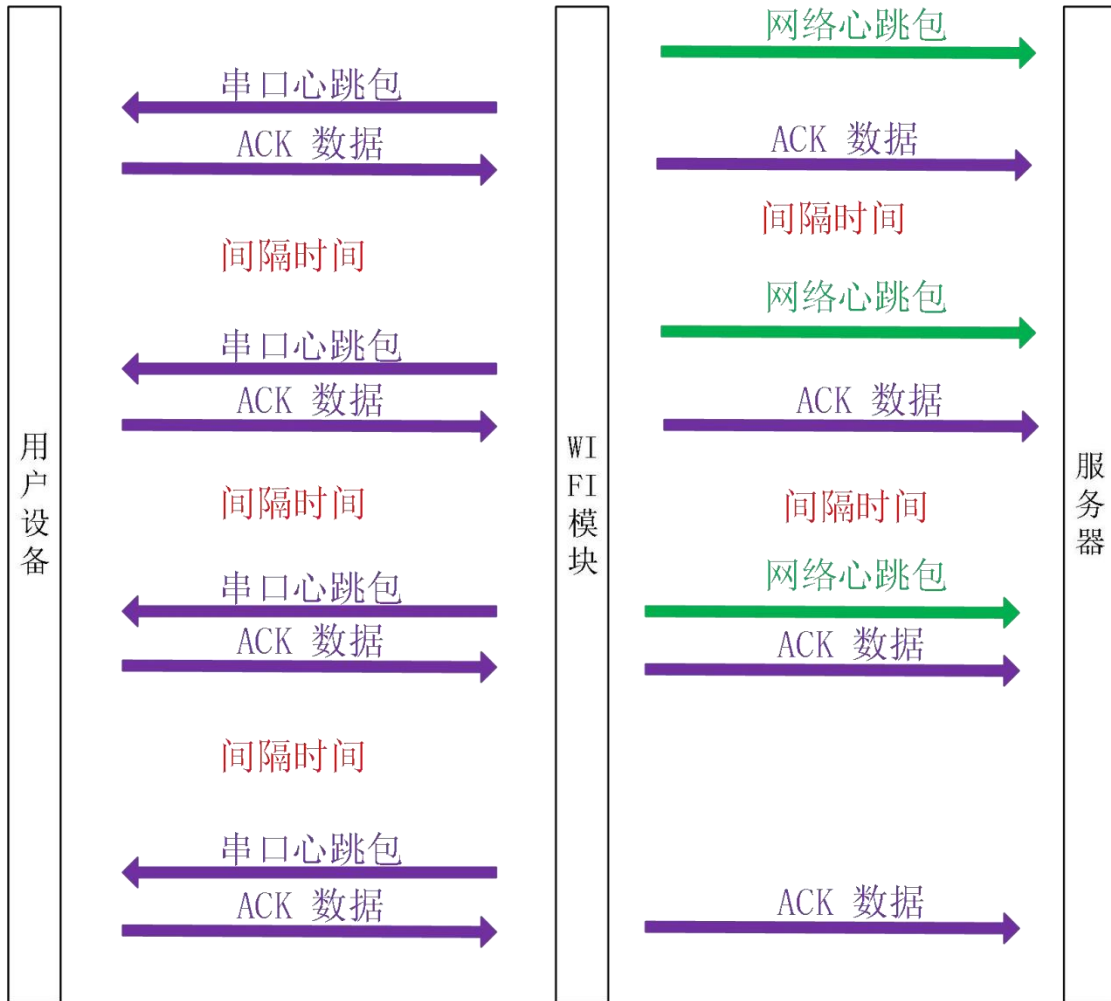 网络心跳包
串口心跳包
ACK 数据
ACK 数据
间隔时间
间隔时间
网络心跳包
串口心跳包
ACK 数据
ACK 数据
用户设备
WIFI模块
服务器
间隔时间
间隔时间
串口心跳包
网络心跳包
ACK 数据
ACK 数据
间隔时间
串口心跳包
ACK 数据
ACK 数据